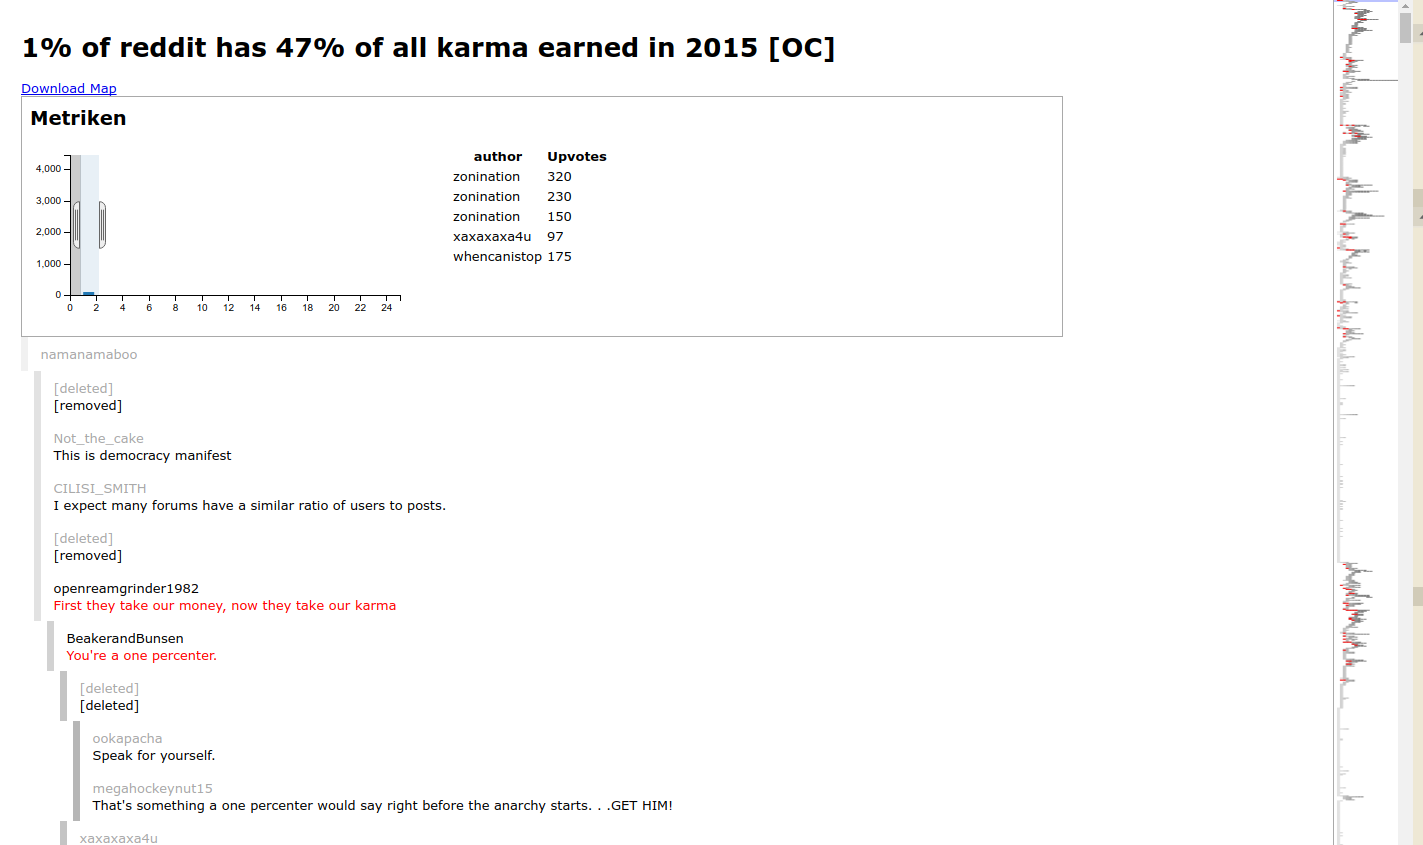 1% of reddit has 47% of all karma earned in 2015 [OC]
Download Map
Metriken
4,000
3,000
2,000
1,000
0
0 2 4 6 8 10 12 14 16 18 20 22 24
author Upvotes
zonination 320
zonination 230
zonination 150
xaxaxaxa4u 97
whencanistop 175
namanamaboo
[deleted]
[removed]
Not_the_cake
This is democracy manifest
CILISI_SMITH
I expect many forums have a similar ratio of users to posts.
[deleted]
[removed]
openreamgrinder1982
First they take our money, now they take our karma
BeakerandBunsen
You're a one percenter.
[deleted]
[deleted]
ookapacha
Speak for yourself.
megahockeynut15
That's something a one percenter would say right before the anarchy starts. . .GET HIM!
xaxaxaxa4u